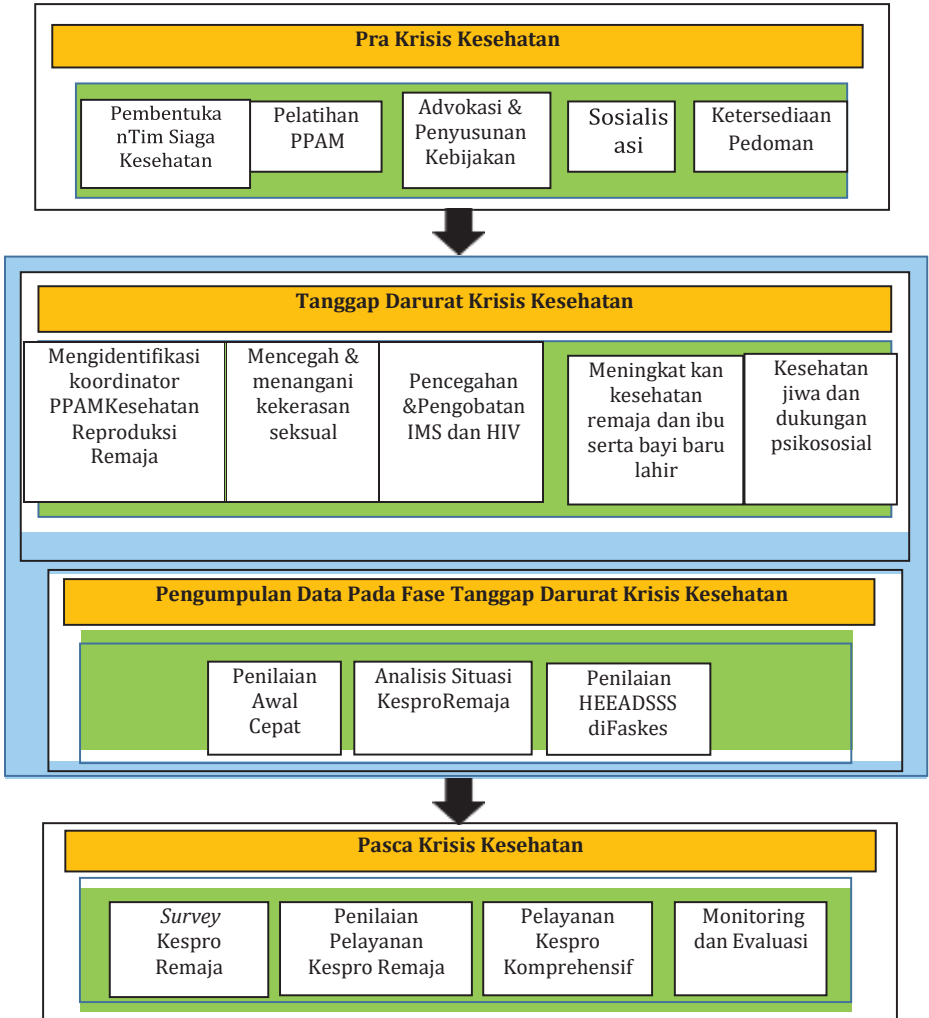 Pra Krisis Kesehatan
Pembentuka
nTim Siaga
Kesehatan
Pelatihan
PPAM
Advokasi &
Penyusunan
Kebijakan
Sosialis
asi
Ketersediaan
Pedoman
Tanggap Darurat Krisis Kesehatan
Mengidentifikasi
koordinator
PPAMKesehatan
Reproduksi
Remaja
Mencegah &
menangani
kekerasan
seksual
Pencegahan
&Pengobatan
IMS dan HIV
Meningkat kan
kesehatan
remaja dan ibu
serta bayi baru
lahir
Kesehatan
jiwa dan
dukungan
psikososial
Pengumpulan Data Pada Fase Tanggap Darurat Krisis Kesehatan
Penilaian
Awal
Cepat
Analisis Situasi
KesproRemaja
Penilaian
HEEADSSS
diFaskes
Pasca Krisis Kesehatan
Survey
Kespro
Remaja
Penilaian
Pelayanan
Kespro Remaja
Pelayanan
Kespro
Komprehensif
Monitoring
dan Evaluasi